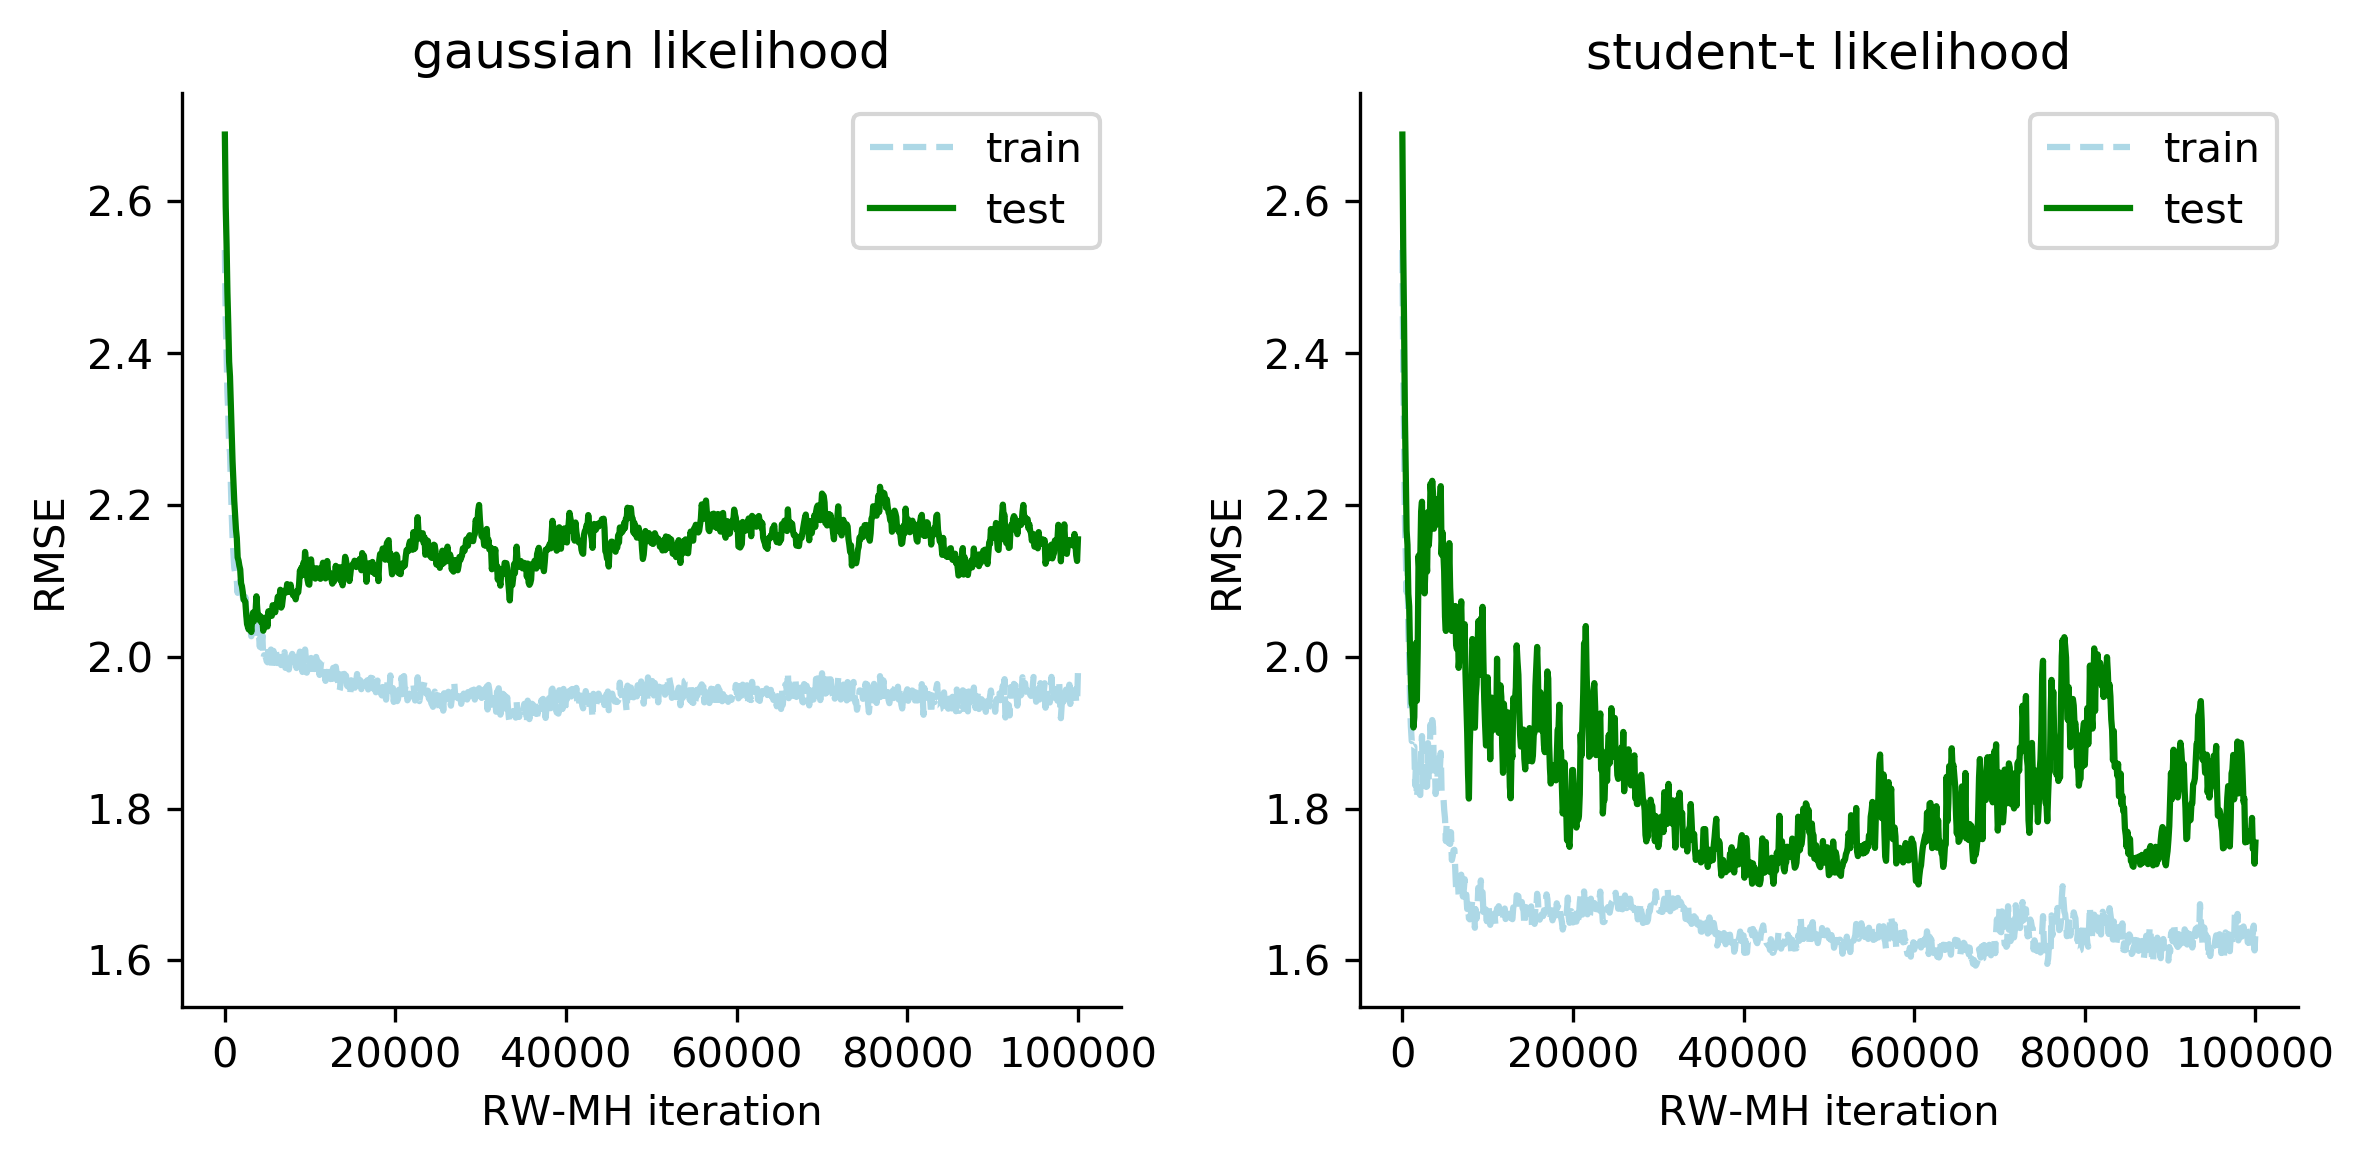 gaussian likelihood
train
test
2.6
2.4
2.2
2.0
1.8
1.6
RMSE
0 20000 40000 60000 80000 100000
RW-MH iteration
student-t likelihood
train
test
2.6
2.4
2.2
2.0
1.8
1.6
RMSE
0 20000 40000 60000 80000 100000
RW-MH iteration